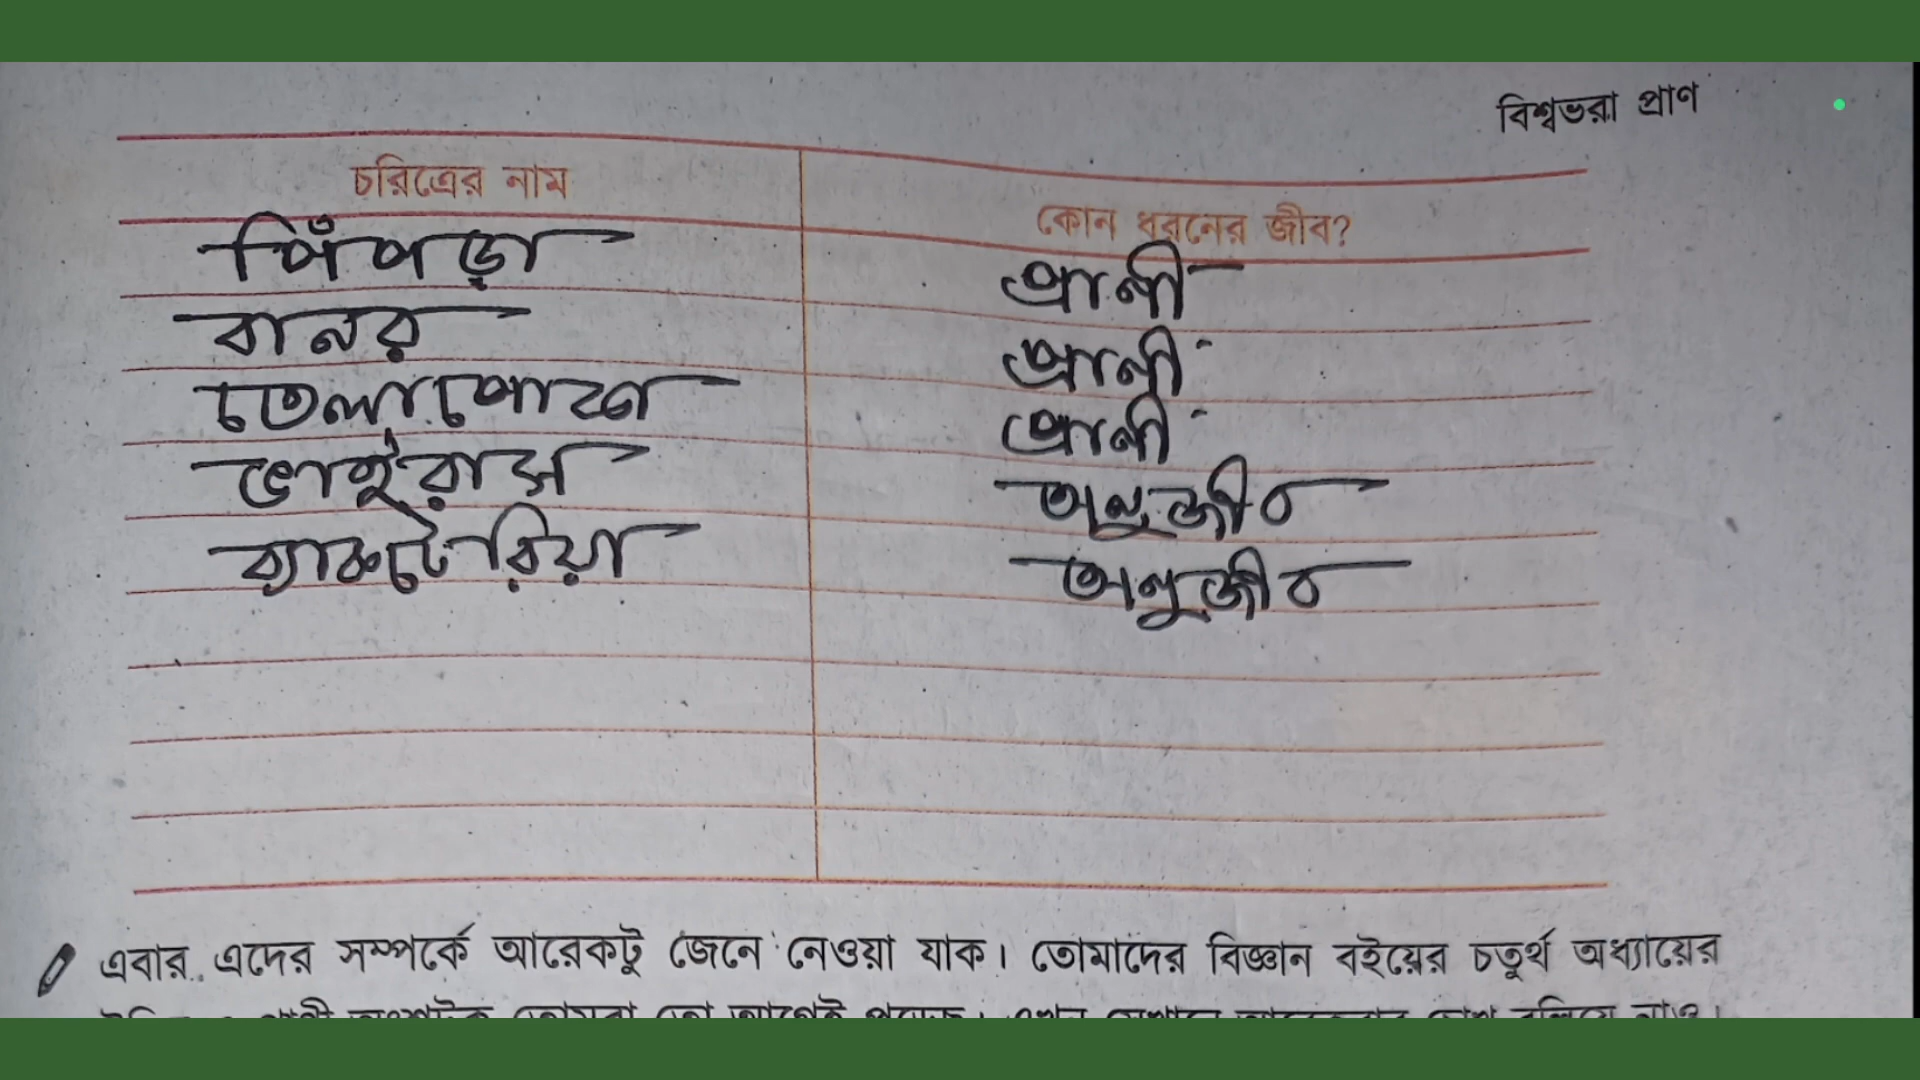 বিশ্বভরা প্রাণ
চরিত্রের নাম
কোন ধরনের জীব?
পিঁপড়া
প্রানী
বানর
প্রানী
তেলাপোকা
প্রানী
ভাইরাস
অনুজীব
ব্যাকটেরিয়া
অনুজীব
এবার এদের সম্পর্কে আরেকটু জেনে নেওয়া যাক। তোমাদের বিজ্ঞান বইয়ের চতুর্থ অধ্যায়ের